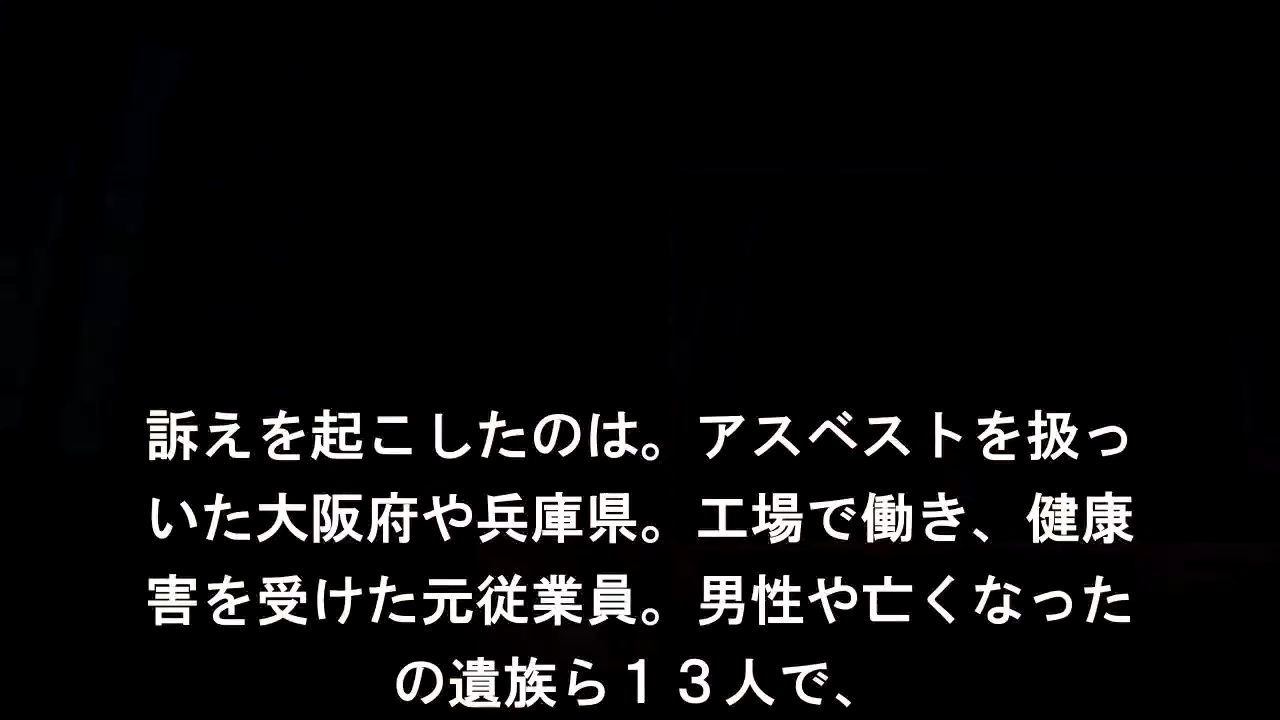 訴えを起こしたのは。アスベストを扱っ
いた大阪府や兵庫県。工場で働き、健康
害を受けた元従業員。男性や亡くなった
の遺族ら１３人で、